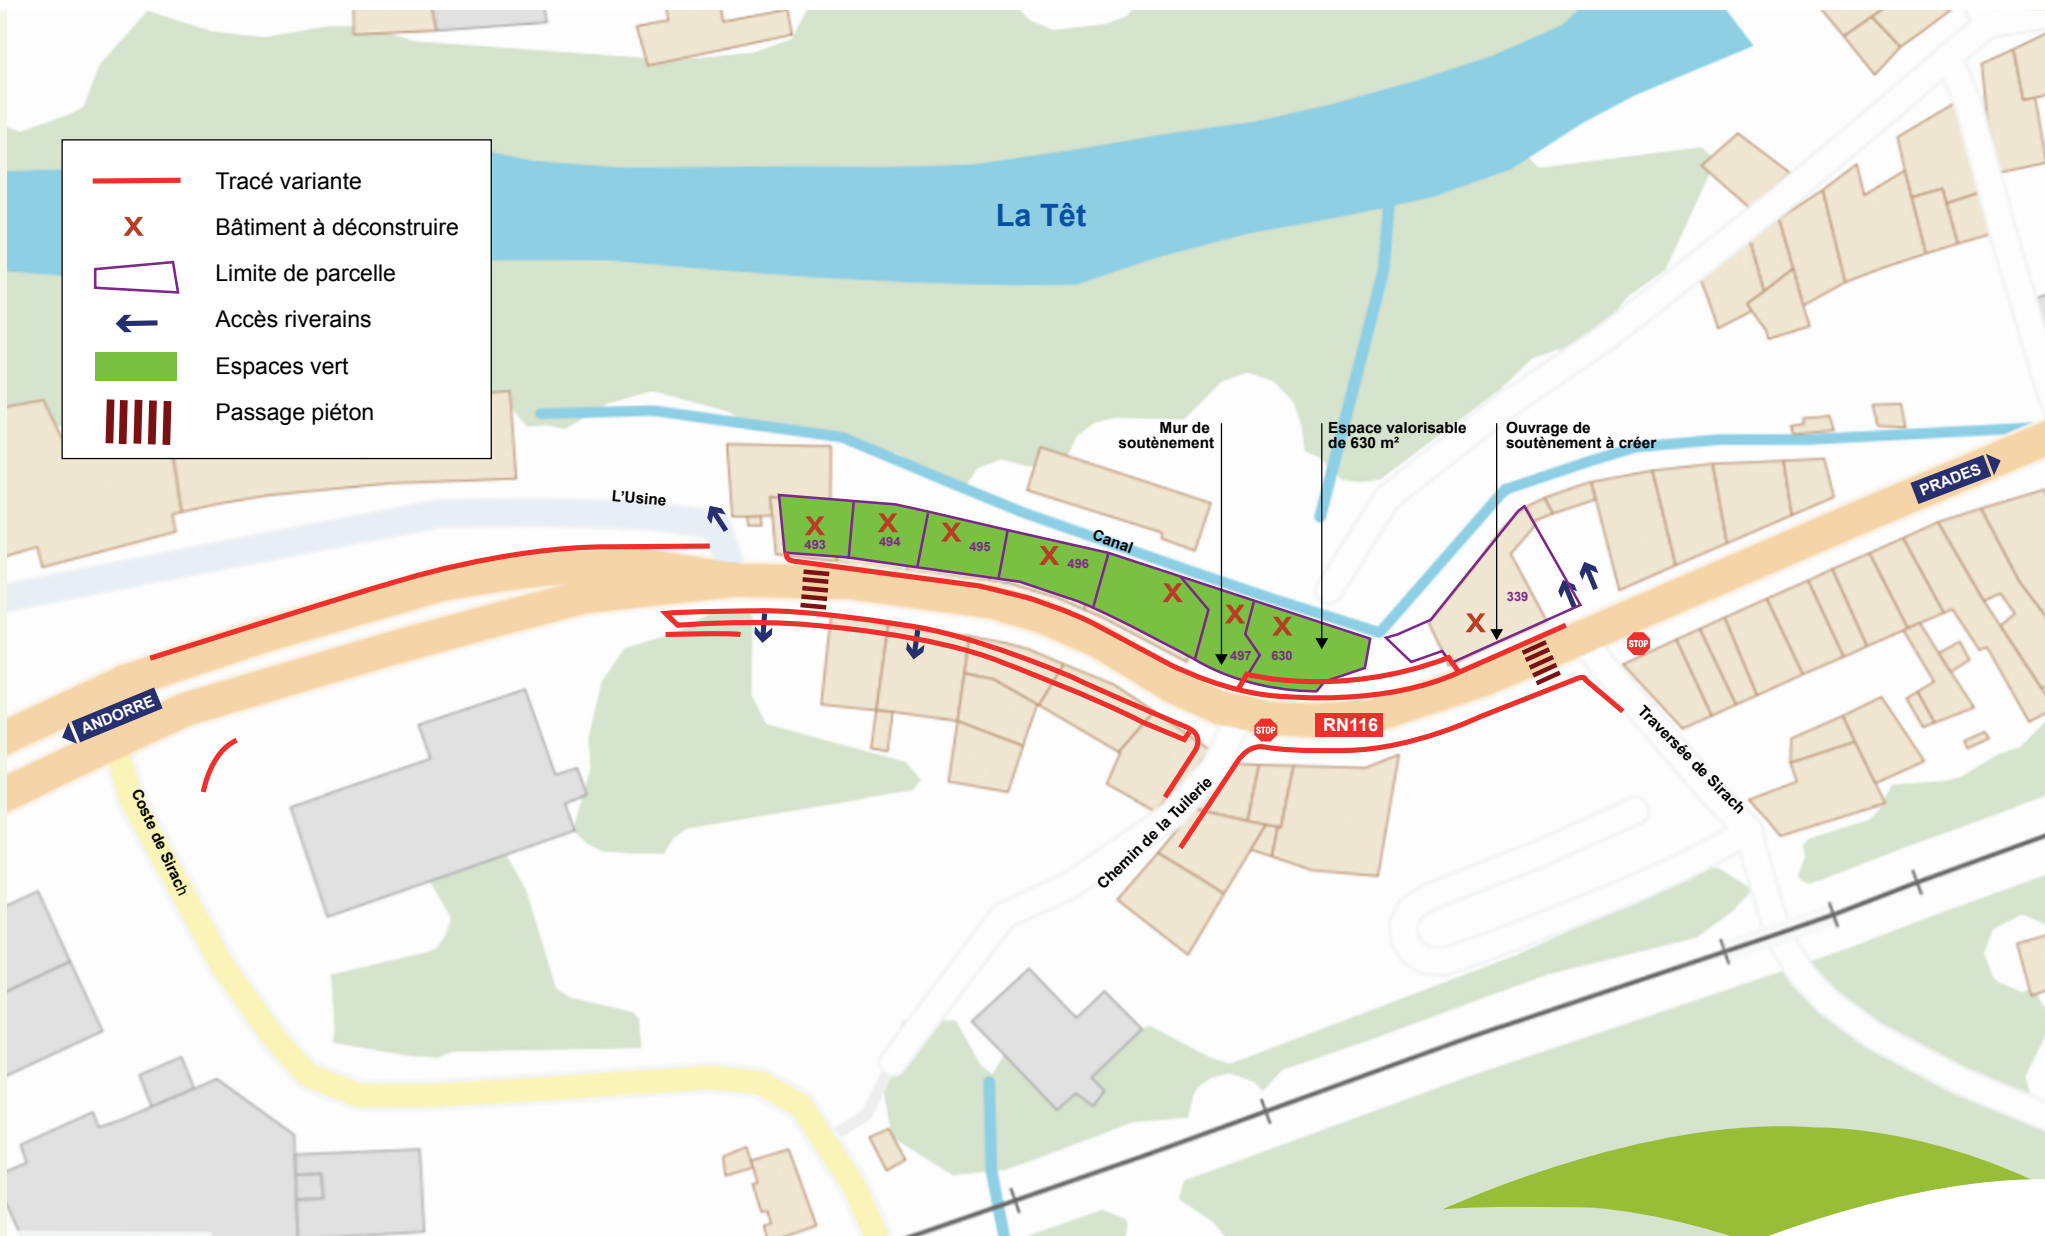 Tracé variante
X Bâtiment à déconstruire
Limite de parcelle
Accès riverains
Espaces vert
Passage piéton
La Têt
Mur de
soutènement
Espace valorisable
de 630 m²
Ouvrage de
soutènement à créer
PRADES
L'Usine
Canal
X
493
X
494
X
495
X
496
X
X
497
X
630
X
339
STOP
STOP
RN116
ANDORRE
Coste de Sirach
Chemin de la Tuilerie
Traversée de Sirach